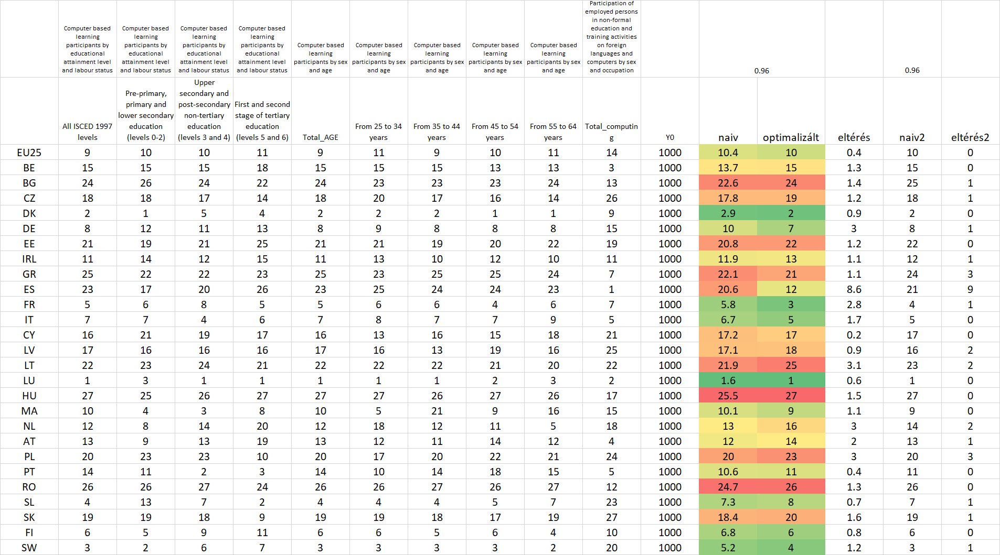 Computer based learning participants by educational attainment level and labour status Computer based learning participants by educational attainment level and labour status Computer based learning participants by educational attainment level and labour status Computer based learning participants by educational attainment level and labour status Computer based learning participants by sex and age Computer based learning participants by sex and age Computer based learning participants by sex and age Computer based learning participants by sex and age Computer based learning participants by sex and age Participation of employed persons in non-formal education and training activities on foreign languages and computers by sex and occupation 0.96 0.96
All ISCED 1997 levels Pre-primary, primary and lower secondary education (levels 0-2) Upper secondary and post-secondary non-tertiary education (levels 3 and 4) First and second stage of tertiary education (levels 5 and 6) Total_AGE From 25 to 34 years From 35 to 44 years From 45 to 54 years From 55 to 64 years Total_computing Y0 naiv optimalizált eltérés naiv2 eltérés2
EU25 9 10 10 11 9 11 9 10 11 14 1000 10.4 10 0.4 10 0
BE 15 15 15 18 15 15 15 13 13 3 1000 13.7 15 1.3 15 0
BG 24 26 24 22 24 23 23 23 24 13 1000 22.6 24 1.4 25 1
CZ 18 18 17 14 18 20 17 16 14 26 1000 17.8 19 1.2 18 1
DK 2 1 5 4 2 2 2 1 1 9 1000 2.9 2 0.9 2 0
DE 8 12 11 13 8 9 8 8 8 15 1000 10 7 3 8 1
EE 21 19 21 25 21 21 19 20 22 19 1000 20.8 22 1.2 22 0
IRL 11 14 12 15 11 13 10 12 10 11 1000 11.9 13 1.1 12 1
GR 25 22 22 23 25 23 25 25 24 7 1000 22.1 21 1.1 24 3
ES 23 17 20 26 23 25 24 24 23 1 1000 20.6 12 8.6 21 9
FR 5 6 8 5 5 6 6 4 6 7 1000 5.8 3 2.8 4 1
IT 7 7 4 6 7 8 7 7 9 5 1000 6.7 5 1.7 5 0
CY 16 21 19 17 16 13 16 15 18 21 1000 17.2 17 0.2 17 0
LV 17 16 16 16 17 16 13 19 16 25 1000 17.1 18 0.9 16 2
LT 22 23 24 21 22 22 22 21 20 22 1000 21.9 25 3.1 23 2
LU 1 3 1 1 1 1 1 2 3 2 1000 1.6 1 0.6 1 0
HU 27 25 26 27 27 27 26 27 26 17 1000 25.5 27 1.5 27 0
MA 10 4 3 8 10 5 21 9 16 15 1000 10.1 9 1.1 9 0
NL 12 8 14 20 12 18 12 11 5 18 1000 13 16 3 14 2
AT 13 9 13 19 13 12 11 14 12 4 1000 12 14 2 13 1
PL 20 23 23 10 20 17 20 22 21 24 1000 20 23 3 20 3
PT 14 11 2 3 14 10 14 18 15 5 1000 10.6 11 0.4 11 0
RO 26 26 27 24 26 26 27 26 27 12 1000 24.7 26 1.3 26 0
SL 4 13 7 2 4 4 4 5 7 23 1000 7.3 8 0.7 7 1
SK 19 19 18 9 19 19 18 17 19 27 1000 18.4 20 1.6 19 1
FI 6 5 9 11 6 6 5 6 4 10 1000 6.8 6 0.8 6 0
SW 3 2 6 7 3 3 3 3 2 20 1000 5.2 4 1.2 3 1